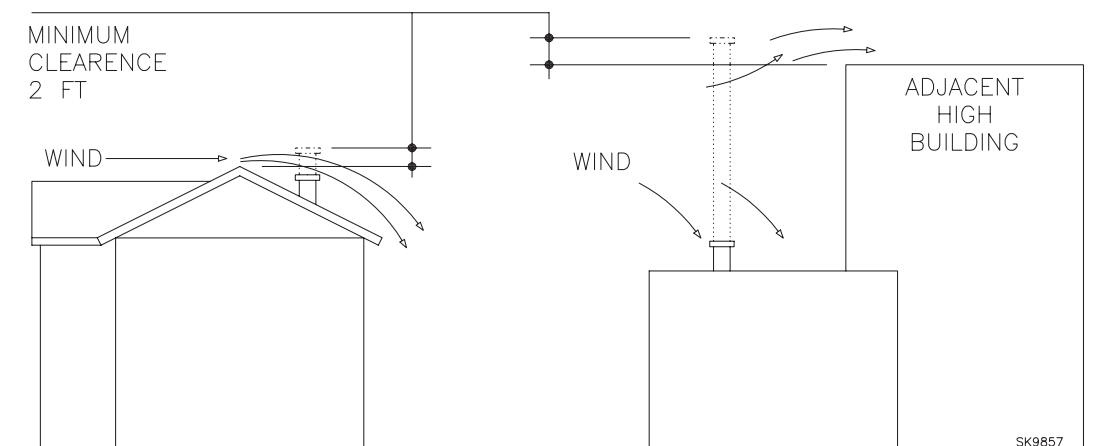 MINIMUM
CLEARENCE
2 FT
WIND
WIND
ADJACENT
HIGH
BUILDING
SK9857